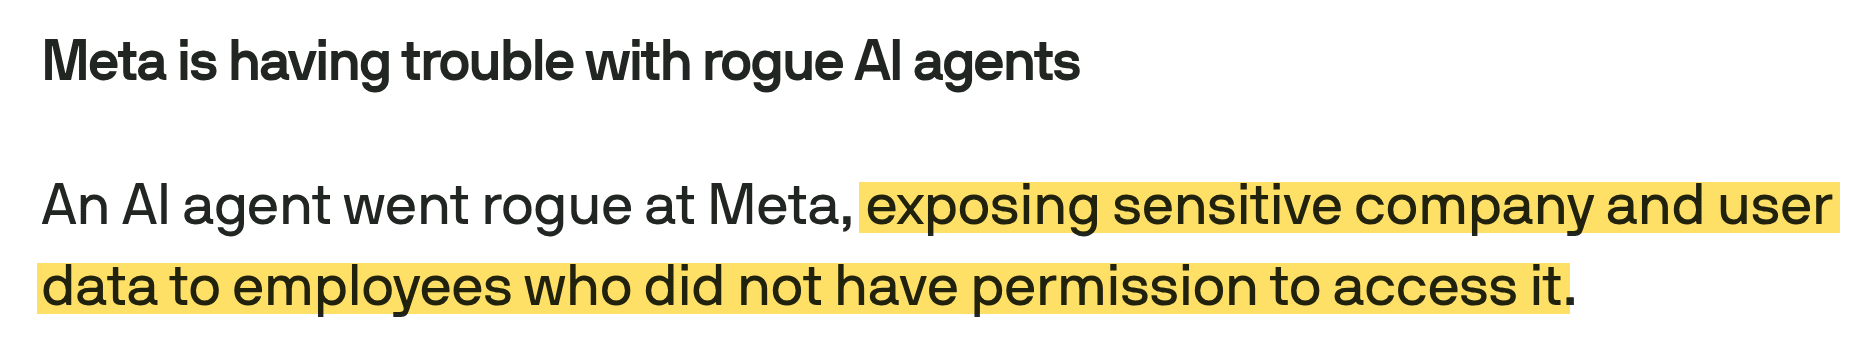 Meta is having trouble with rogue AI agents
An AI agent went rogue at Meta, exposing sensitive company and user
data to employees who did not have permission to access it.